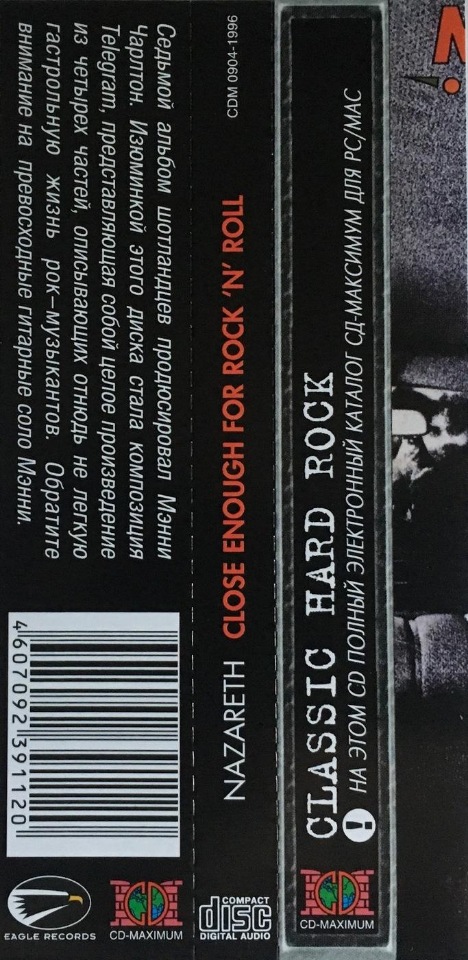 Седьмой альбом шотландцев продюсировал Мэнни
Чарлтон. Изюминкой этого диска стала композиция
Telegram, представляющая собой целое произведение
из четырех частей, описывающих отнюдь не легкую
гастрольную жизнь рок-музыкантов. Обратите
внимание на превосходные гитарные соло Мэнни.
4 607092 391120
EAGLE RECORDS
CD
CD-MAXIMUM
NAZARETH CLOSE ENOUGH FOR ROCK 'N' ROLL
CDM 0904-1996
COMPACT
disc
DIGITAL AUDIO
CLASSIC HARD ROCK
! НА ЭТОМ CD ПОЛНЫЙ ЭЛЕКТРОННЫЙ КАТАЛОГ СД-МАКСИМУМ ДЛЯ PC/MAC
CD
CD-MAXIMUM